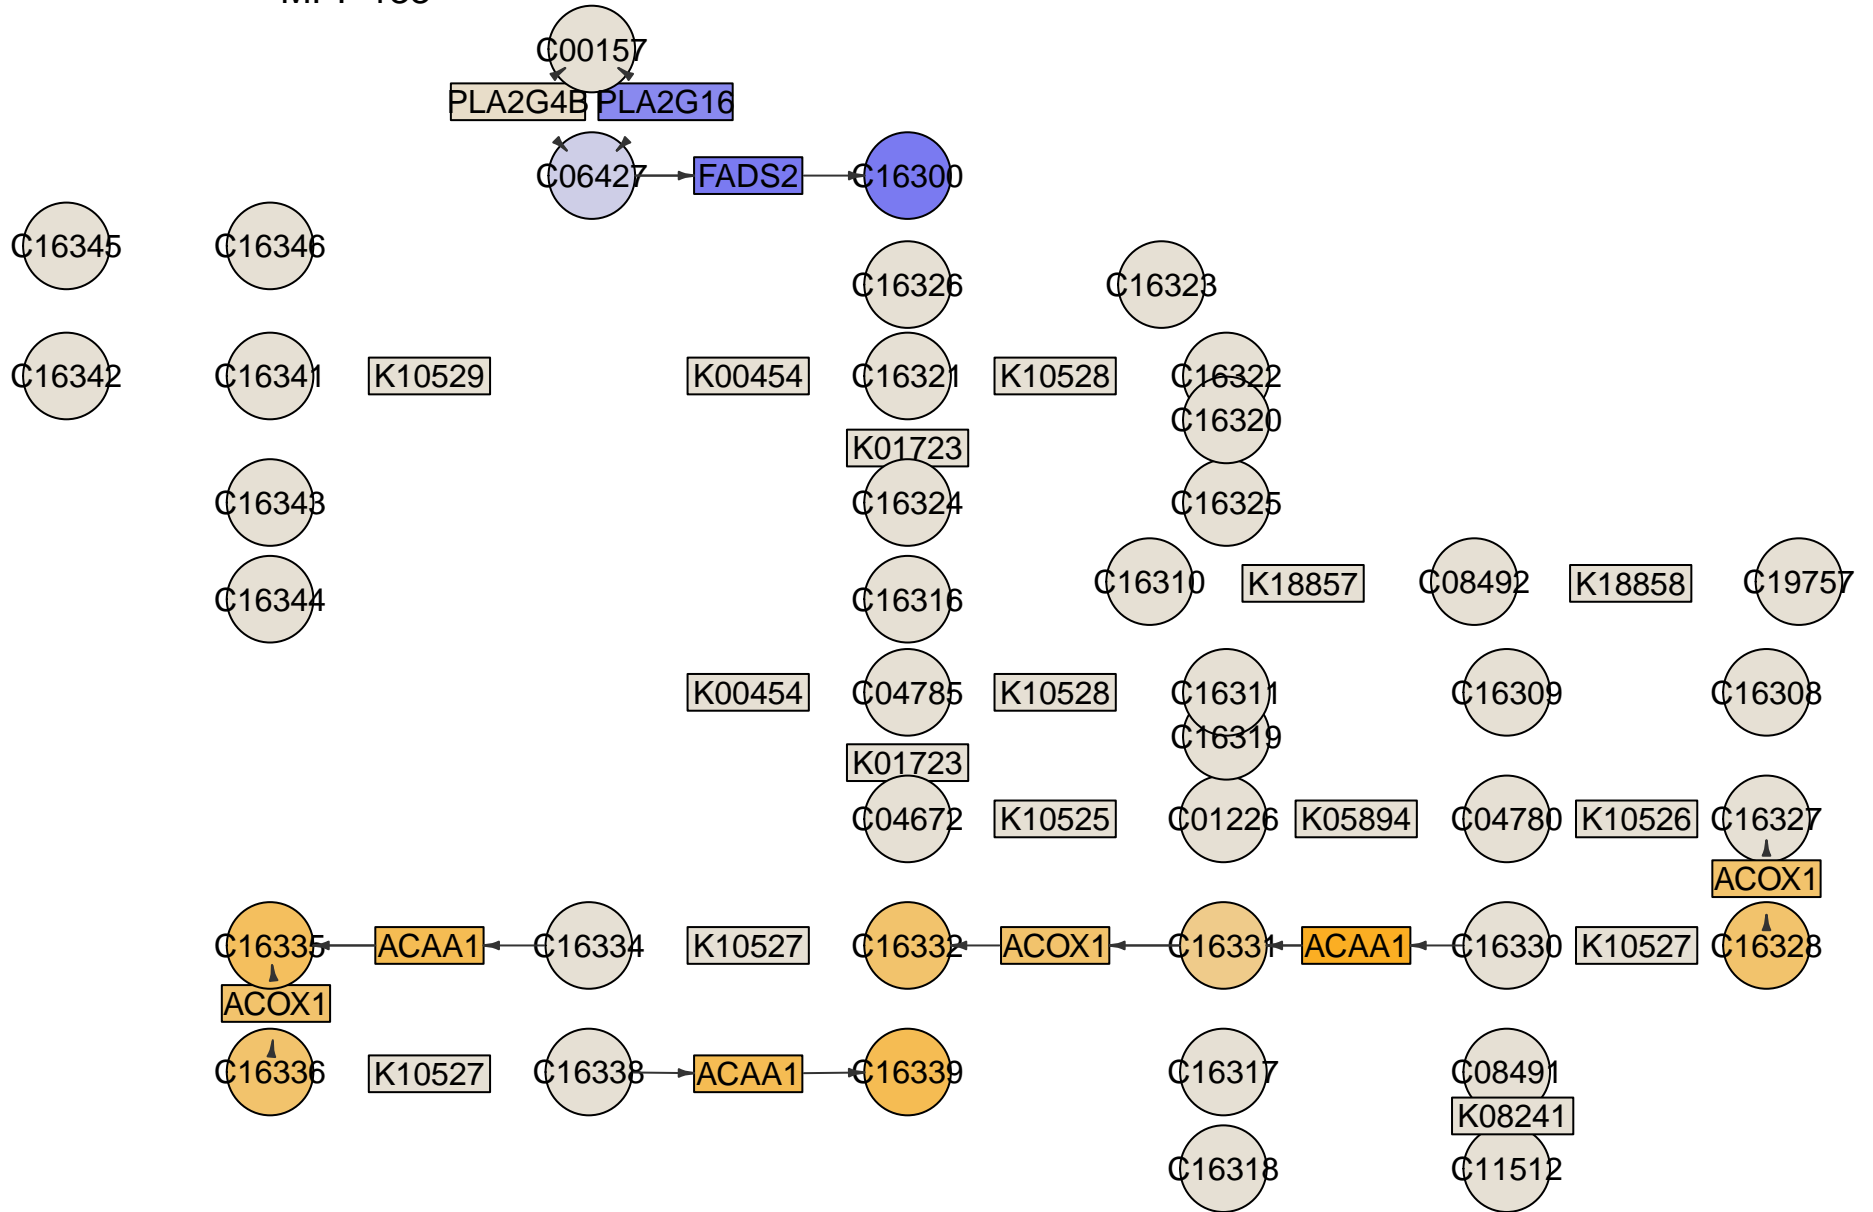 C00157
PLA2G4B PLA2G16
C06427 FADS2 C16300
C16345 C16346
C16326 C16323
C16342 C16341 K10529 K00454 C16321 K10528 C16322
C16320
K01723
C16343 C16324 C16325
C16310 K18857 C08492 K18858 C19757
C16344 C16316
K00454 C04785 K10528 C16311 C16309 C16308
C16319
K01723
C04672 K10525 C01226 K05894 C04780 K10526 C16327
ACOX1
C16335 ACAA1 C16334 K10527 C16332 ACOX1 C16331 ACAA1 C16330 K10527 C16328
ACOX1
C16336 K10527 C16338 ACAA1 C16339 C16317 C08491
K08241
C16318 C11512